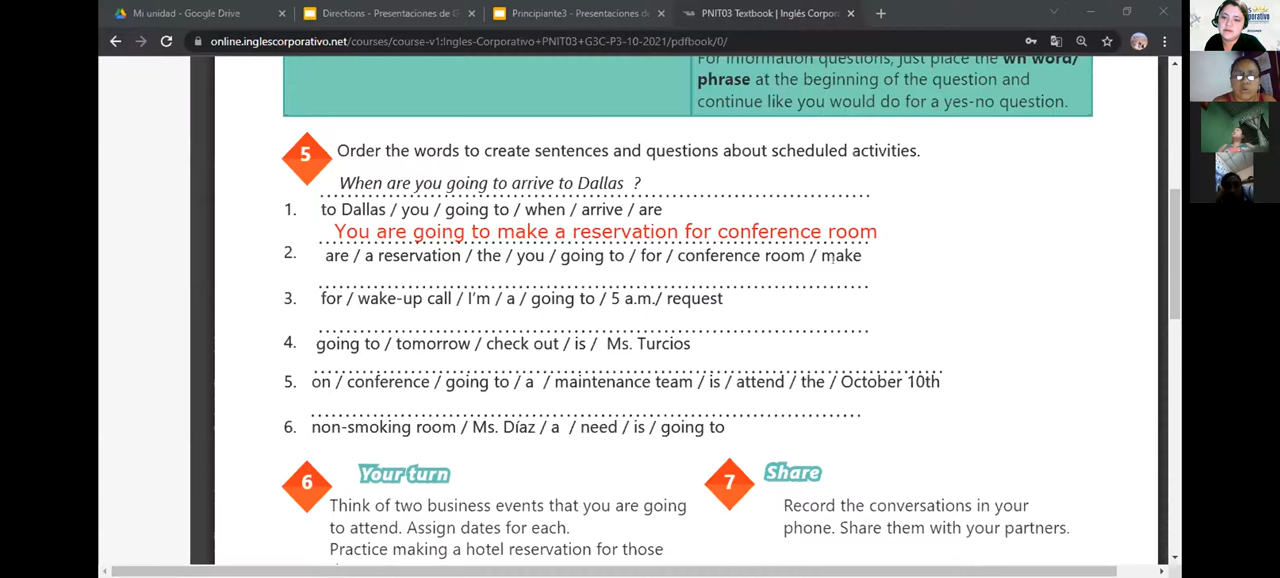 Mi unidad - Google Drive
Directions - Presentaciones de G
Principiante3 - Presentaciones de
PNIT03 Textbook | Inglés Corpor
online.inglescorporativo.net/courses/course-v1:Ingles-Corporativo+PNIT03+G3C-P3-10-2021/pdfbook/0/
For information questions, just place the wh word/
phrase at the beginning of the question and
continue like you would do for a yes-no question.
5 Order the words to create sentences and questions about scheduled activities.
When are you going to arrive to Dallas ?
1. to Dallas / you / going to / when / arrive / are
You are going to make a reservation for conference room
2. are / a reservation / the / you / going to / for / conference room / make
3. for / wake-up call / I'm / a / going to / 5 a.m./ request
4. going to / tomorrow / check out / is / Ms. Turcios
5. on / conference / going to / a / maintenance team / is / attend / the / October 10th
6. non-smoking room / Ms. Díaz / a / need / is / going to
6 Your turn
Think of two business events that you are going
to attend. Assign dates for each.
Practice making a hotel reservation for those
7 Share
Record the conversations in your
phone. Share them with your partners.